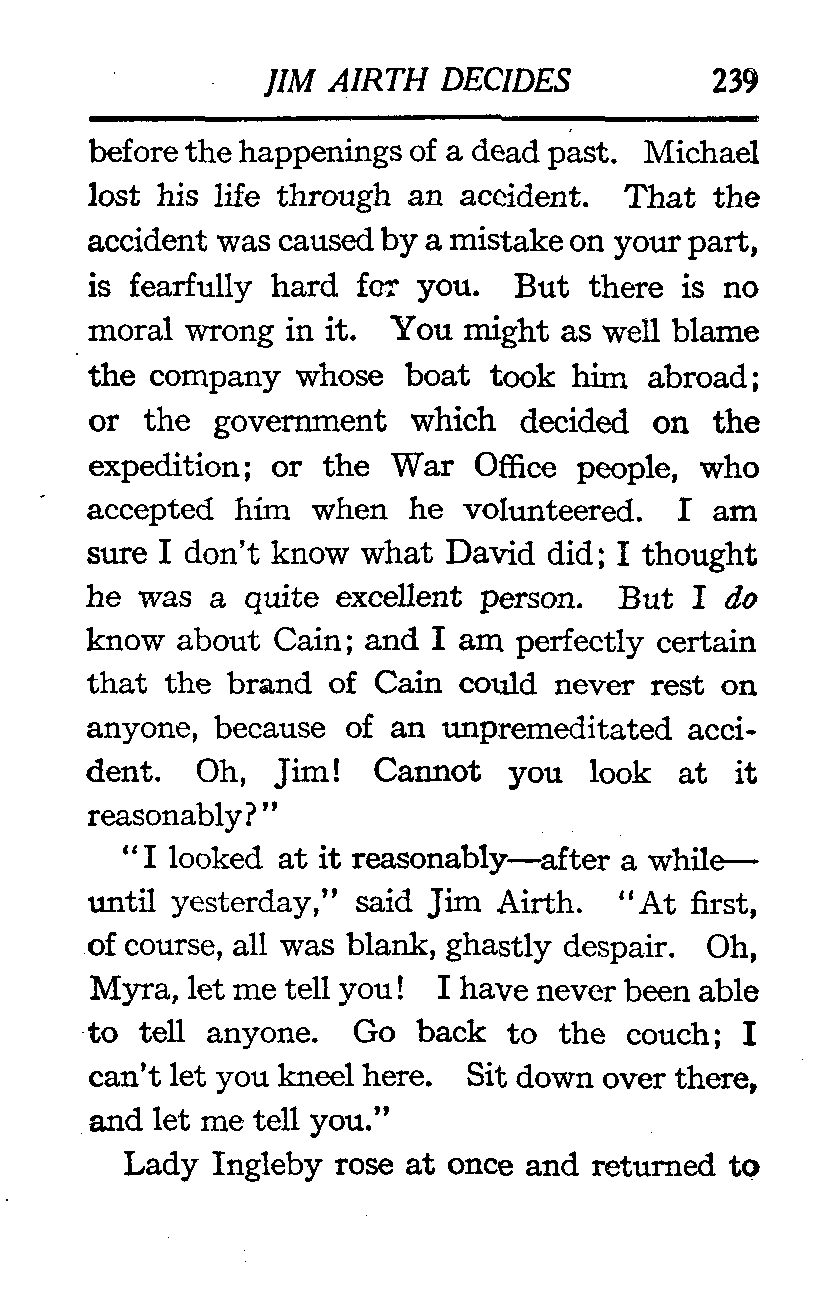 JIM AIRTH DECIDES 239
before the happenings of a dead past. Michael
lost his life through an accident. That the
accident was caused by a mistake on your part,
is fearfully hard for you. But there is no
moral wrong in it. You might as well blame
the company whose boat took him abroad;
or the government which decided on the
expedition; or the War Office people, who
accepted him when he volunteered. I am
sure I don't know what David did; I thought
he was a quite excellent person. But I do
know about Cain; and I am perfectly certain
that the brand of Cain could never rest on
anyone, because of an unpremeditated acci-
dent. Oh, Jim! Cannot you look at it
reasonably?"
"I looked at it reasonably—after a while—
until yesterday," said Jim Airth. "At first,
of course, all was blank, ghastly despair. Oh,
Myra, let me tell you! I have never been able
to tell anyone. Go back to the couch; I
can't let you kneel here. Sit down over there,
and let me tell you."
Lady Ingleby rose at once and returned to